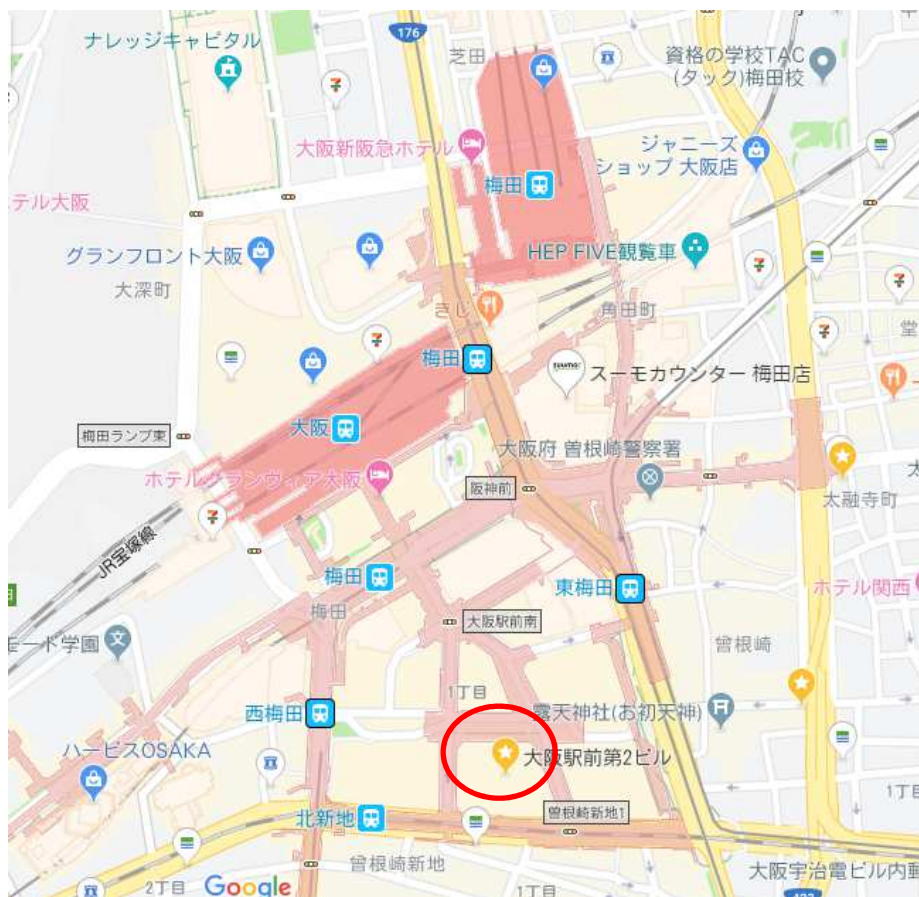 ナレッジキャピタル
176
芝田
資格の学校TAC
(タック)梅田校
大阪新阪急ホテル
ジャニーズ
ショップ 大阪店
梅田
テル大阪
グランフロント大阪
HEP FIVE観覧車
大深町
きじ
角田町
堂
梅田
スーモカウンター 梅田店
大阪
梅田ランプ東
大阪府 曽根崎警察署
ホテルグランヴィア大阪
阪神前
太融寺町
JR宝塚線
梅田
東梅田
ホテル関西
梅田
大阪駅前南
モード学園
曽根崎
1丁目
西梅田
露天神社(お初天神)
ハービスOSAKA
大阪駅前第2ビル
1丁目
北新地
曽根崎新地1
曽根崎新地
大阪宇治電ビル内郵
2丁目
Google
1丁目